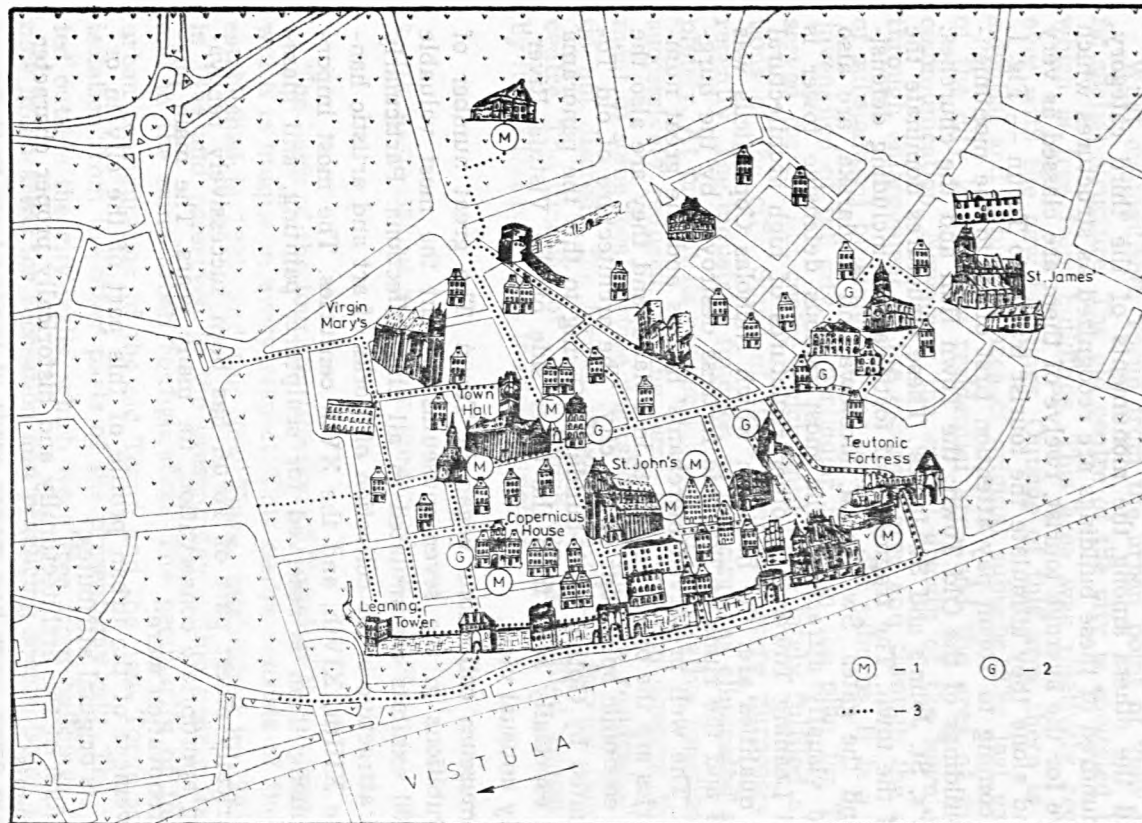 M
St. James'
G
Virgin
Mary's
G
Town
Hall
M
G
G
Teutonic
Fortress
St. John's
M
M
M
Copernicus
House
M
G
M
Leaning
Tower
M – 1
G – 2
– 3
VISTULA